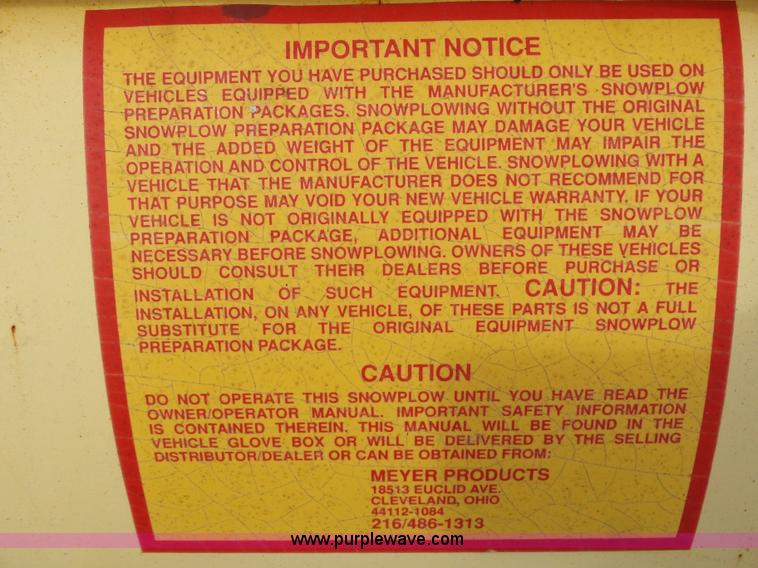 IMPORTANT NOTICE
THE EQUIPMENT YOU HAVE PURCHASED SHOULD ONLY BE USED ON
VEHICLES EQUIPPED WITH THE MANUFACTURER'S SNOWPLOW
PREPARATION PACKAGES. SNOWPLOWING WITHOUT THE ORIGINAL
SNOWPLOW PREPARATION PACKAGE MAY DAMAGE YOUR VEHICLE
AND THE ADDED WEIGHT OF THE EQUIPMENT MAY IMPAIR THE
OPERATION AND CONTROL OF THE VEHICLE. SNOWPLOWING WITH A
VEHICLE THAT THE MANUFACTURER DOES NOT RECOMMEND FOR
THAT PURPOSE MAY VOID YOUR NEW VEHICLE WARRANTY. IF YOUR
VEHICLE IS NOT ORIGINALLY EQUIPPED WITH THE SNOWPLOW
PREPARATION PACKAGE, ADDITIONAL EQUIPMENT MAY BE
NECESSARY BEFORE SNOWPLOWING. OWNERS OF THESE VEHICLES
SHOULD CONSULT THEIR DEALERS BEFORE PURCHASE OR
INSTALLATION OF SUCH EQUIPMENT. CAUTION: THE
INSTALLATION, ON ANY VEHICLE, OF THESE PARTS IS NOT A FULL
SUBSTITUTE FOR THE ORIGINAL EQUIPMENT SNOWPLOW
PREPARATION PACKAGE.
CAUTION
DO NOT OPERATE THIS SNOWPLOW UNTIL YOU HAVE READ THE
OWNER/OPERATOR MANUAL. IMPORTANT SAFETY INFORMATION
IS CONTAINED THEREIN. THIS MANUAL WILL BE FOUND IN THE
VEHICLE GLOVE BOX OR WILL BE DELIVERED BY THE SELLING
DISTRIBUTOR/DEALER OR CAN BE OBTAINED FROM:
MEYER PRODUCTS
18513 EUCLID AVE.
CLEVELAND, OHIO
44112-1084
216/486-1313
www.purplewave.com